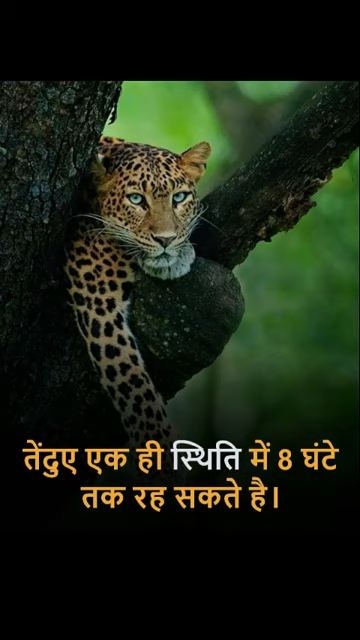 तेंदुए एक ही स्थिति में 8 घंटे
तक रह सकते है।